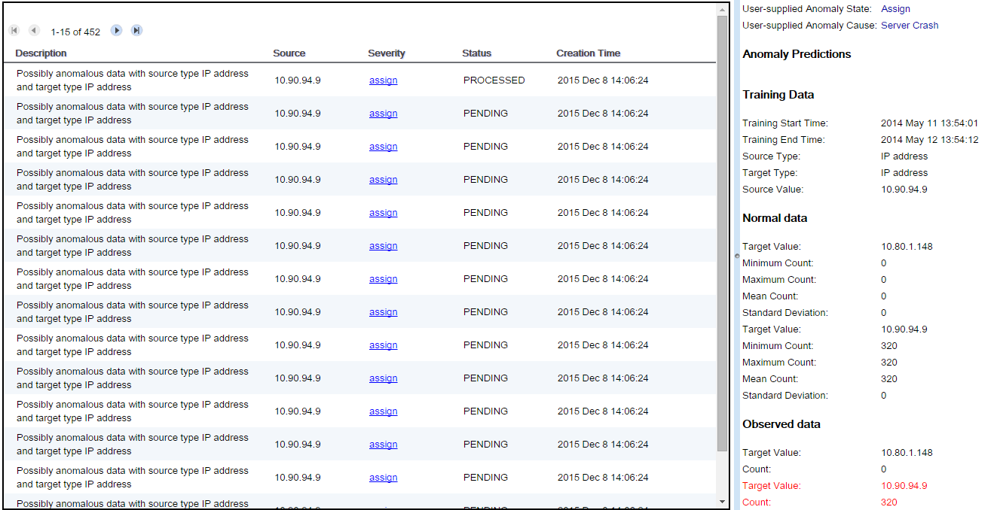 1-15 of 452
Description Source Severity Status Creation Time
Possibly anomalous data with source type IP address
and target type IP address
10.90.94.9 assign PROCESSED 2015 Dec 8 14:06:24
Possibly anomalous data with source type IP address
and target type IP address
10.90.94.9 assign PENDING 2015 Dec 8 14:06:24
Possibly anomalous data with source type IP address
and target type IP address
10.90.94.9 assign PENDING 2015 Dec 8 14:06:24
Possibly anomalous data with source type IP address
and target type IP address
10.90.94.9 assign PENDING 2015 Dec 8 14:06:24
Possibly anomalous data with source type IP address
and target type IP address
10.90.94.9 assign PENDING 2015 Dec 8 14:06:24
Possibly anomalous data with source type IP address
and target type IP address
10.90.94.9 assign PENDING 2015 Dec 8 14:06:24
Possibly anomalous data with source type IP address
and target type IP address
10.90.94.9 assign PENDING 2015 Dec 8 14:06:24
Possibly anomalous data with source type IP address
and target type IP address
10.90.94.9 assign PENDING 2015 Dec 8 14:06:24
Possibly anomalous data with source type IP address
and target type IP address
10.90.94.9 assign PENDING 2015 Dec 8 14:06:24
Possibly anomalous data with source type IP address
and target type IP address
10.90.94.9 assign PENDING 2015 Dec 8 14:06:24
Possibly anomalous data with source type IP address
and target type IP address
10.90.94.9 assign PENDING 2015 Dec 8 14:06:24
Possibly anomalous data with source type IP address
and target type IP address
10.90.94.9 assign PENDING 2015 Dec 8 14:06:24
Possibly anomalous data with source type IP address
and target type IP address
10.90.94.9 assign PENDING 2015 Dec 8 14:06:24
Possibly anomalous data with source type IP address
User-supplied Anomaly State: Assign
User-supplied Anomaly Cause: Server Crash
Anomaly Predictions
Training Data
Training Start Time: 2014 May 11 13:54:01
Training End Time: 2014 May 12 13:54:12
Source Type: IP address
Target Type: IP address
Source Value: 10.90.94.9
Normal data
Target Value: 10.80.1.148
Minimum Count: 0
Maximum Count: 0
Mean Count: 0
Standard Deviation: 0
Target Value: 10.90.94.9
Minimum Count: 320
Maximum Count: 320
Mean Count: 320
Standard Deviation: 0
Observed data
Target Value: 10.80.1.148
Count: 0
Target Value: 10.90.94.9
Count: 320